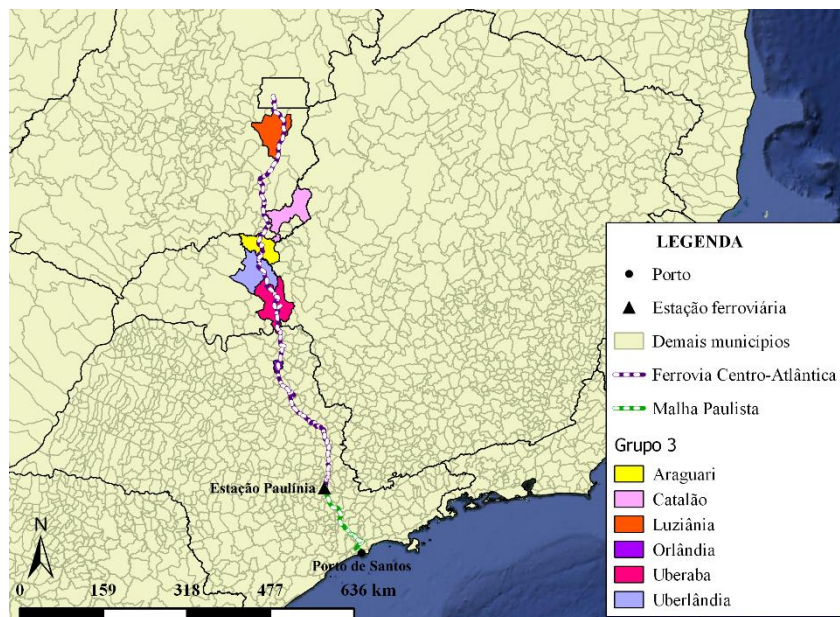 LEGENDA
Porto
Estação ferroviária
Demais municípios
Ferrovia Centro-Atlântica
Malha Paulista
Grupo 3
Araguari
Catalão
Luziânia
Orlândia
Uberaba
Uberlândia
Estação Paulínia
Porto de Santos
N
0 159 318 477 636 km